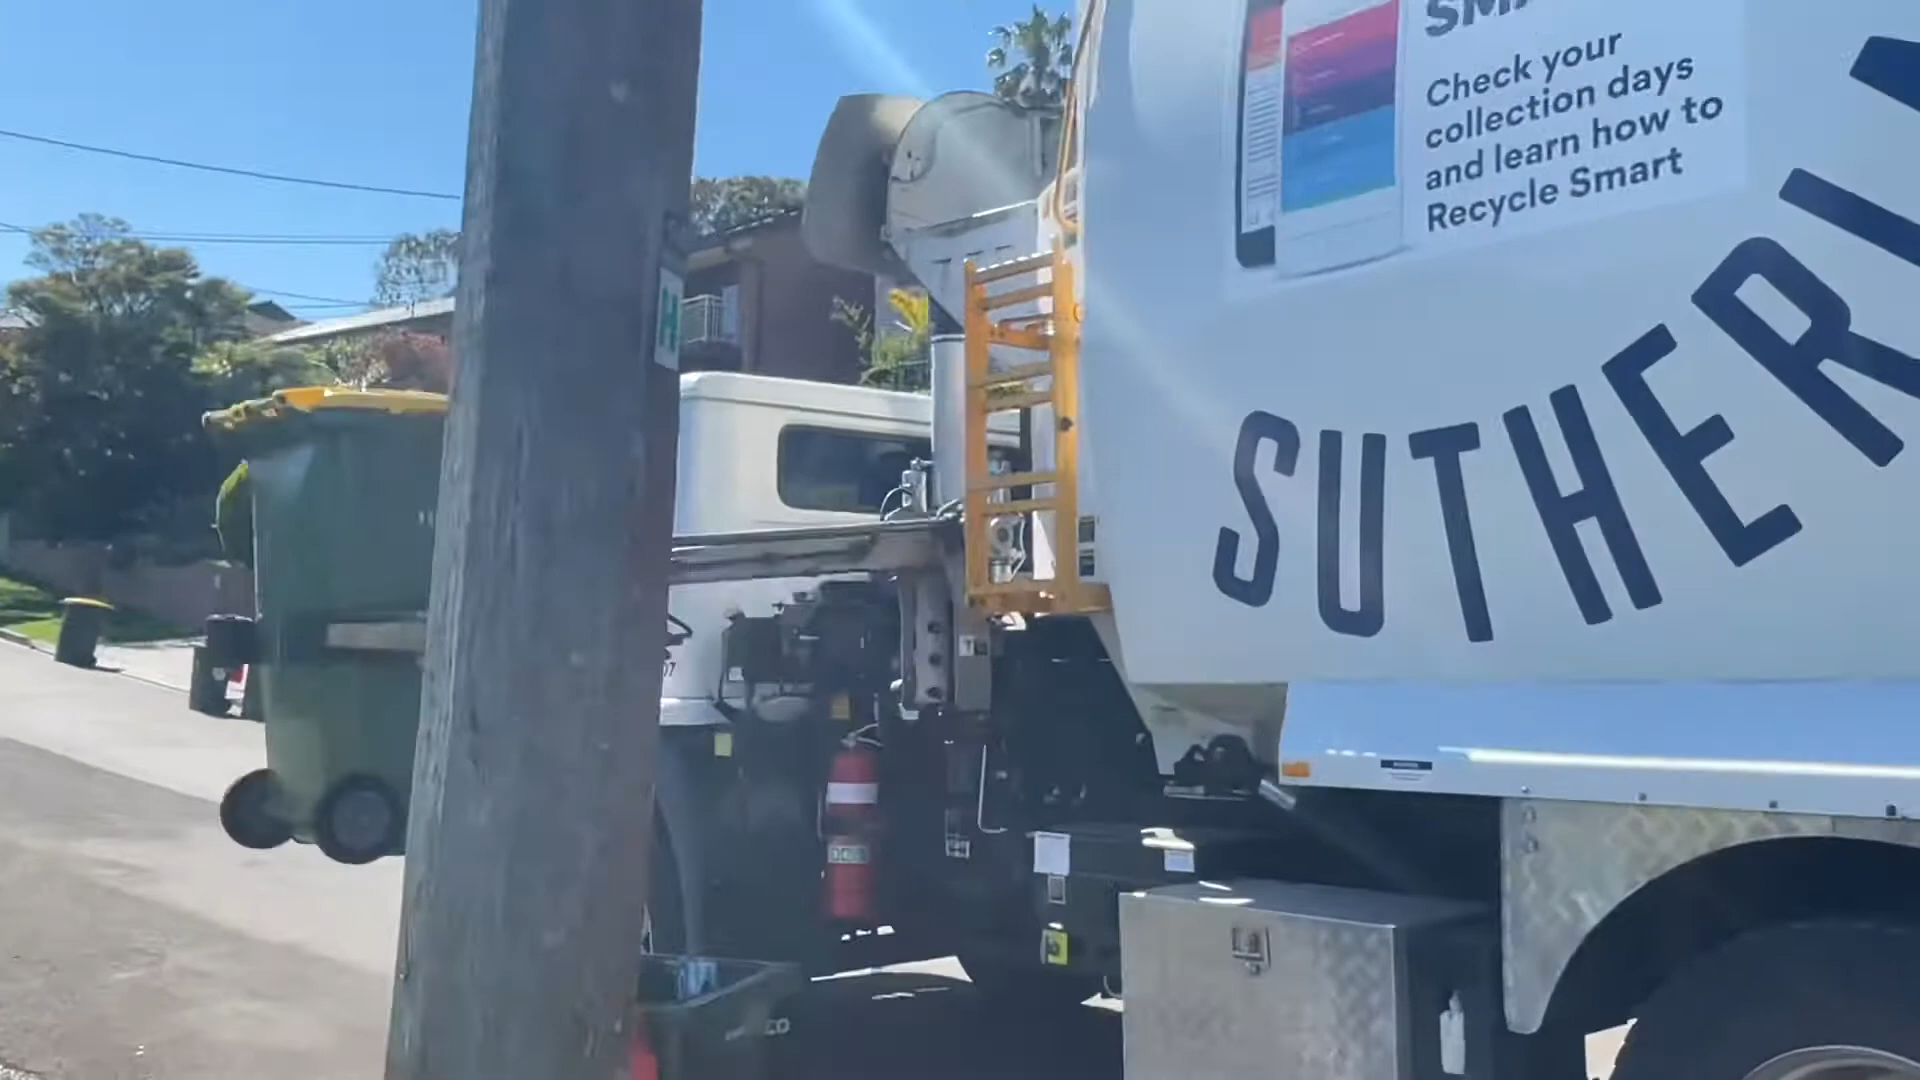 Check your
collection days
and learn how to
Recycle Smart
SUTHER
H